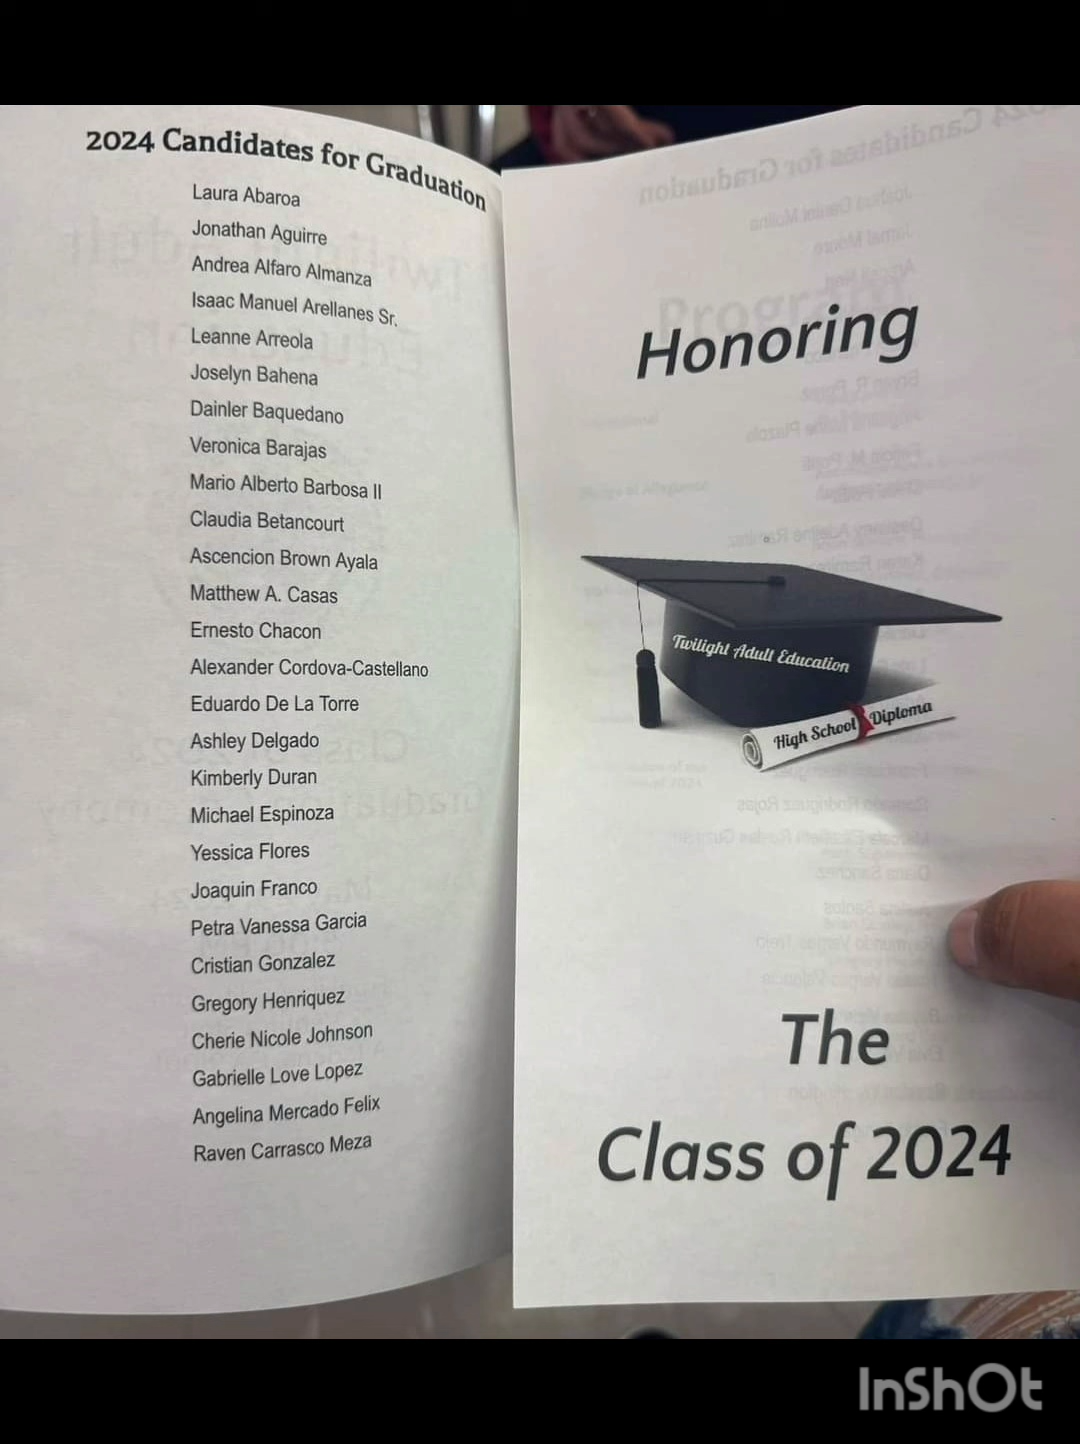 2024 Candidates for Graduation
Laura Abaroa
Jonathan Aguirre
Andrea Alfaro Almanza
Isaac Manuel Arellanes Sr.
Leanne Arreola
Joselyn Bahena
Dainler Baquedano
Veronica Barajas
Mario Alberto Barbosa II
Claudia Betancourt
Ascencion Brown Ayala
Matthew A. Casas
Ernesto Chacon
Alexander Cordova-Castellano
Eduardo De La Torre
Ashley Delgado
Kimberly Duran
Michael Espinoza
Yessica Flores
Joaquin Franco
Petra Vanessa Garcia
Cristian Gonzalez
Gregory Henriquez
Cherie Nicole Johnson
Gabrielle Love Lopez
Angelina Mercado Felix
Raven Carrasco Meza
Honoring
Twilight Adult Education
High School Diploma
The
Class of 2024
InShOt